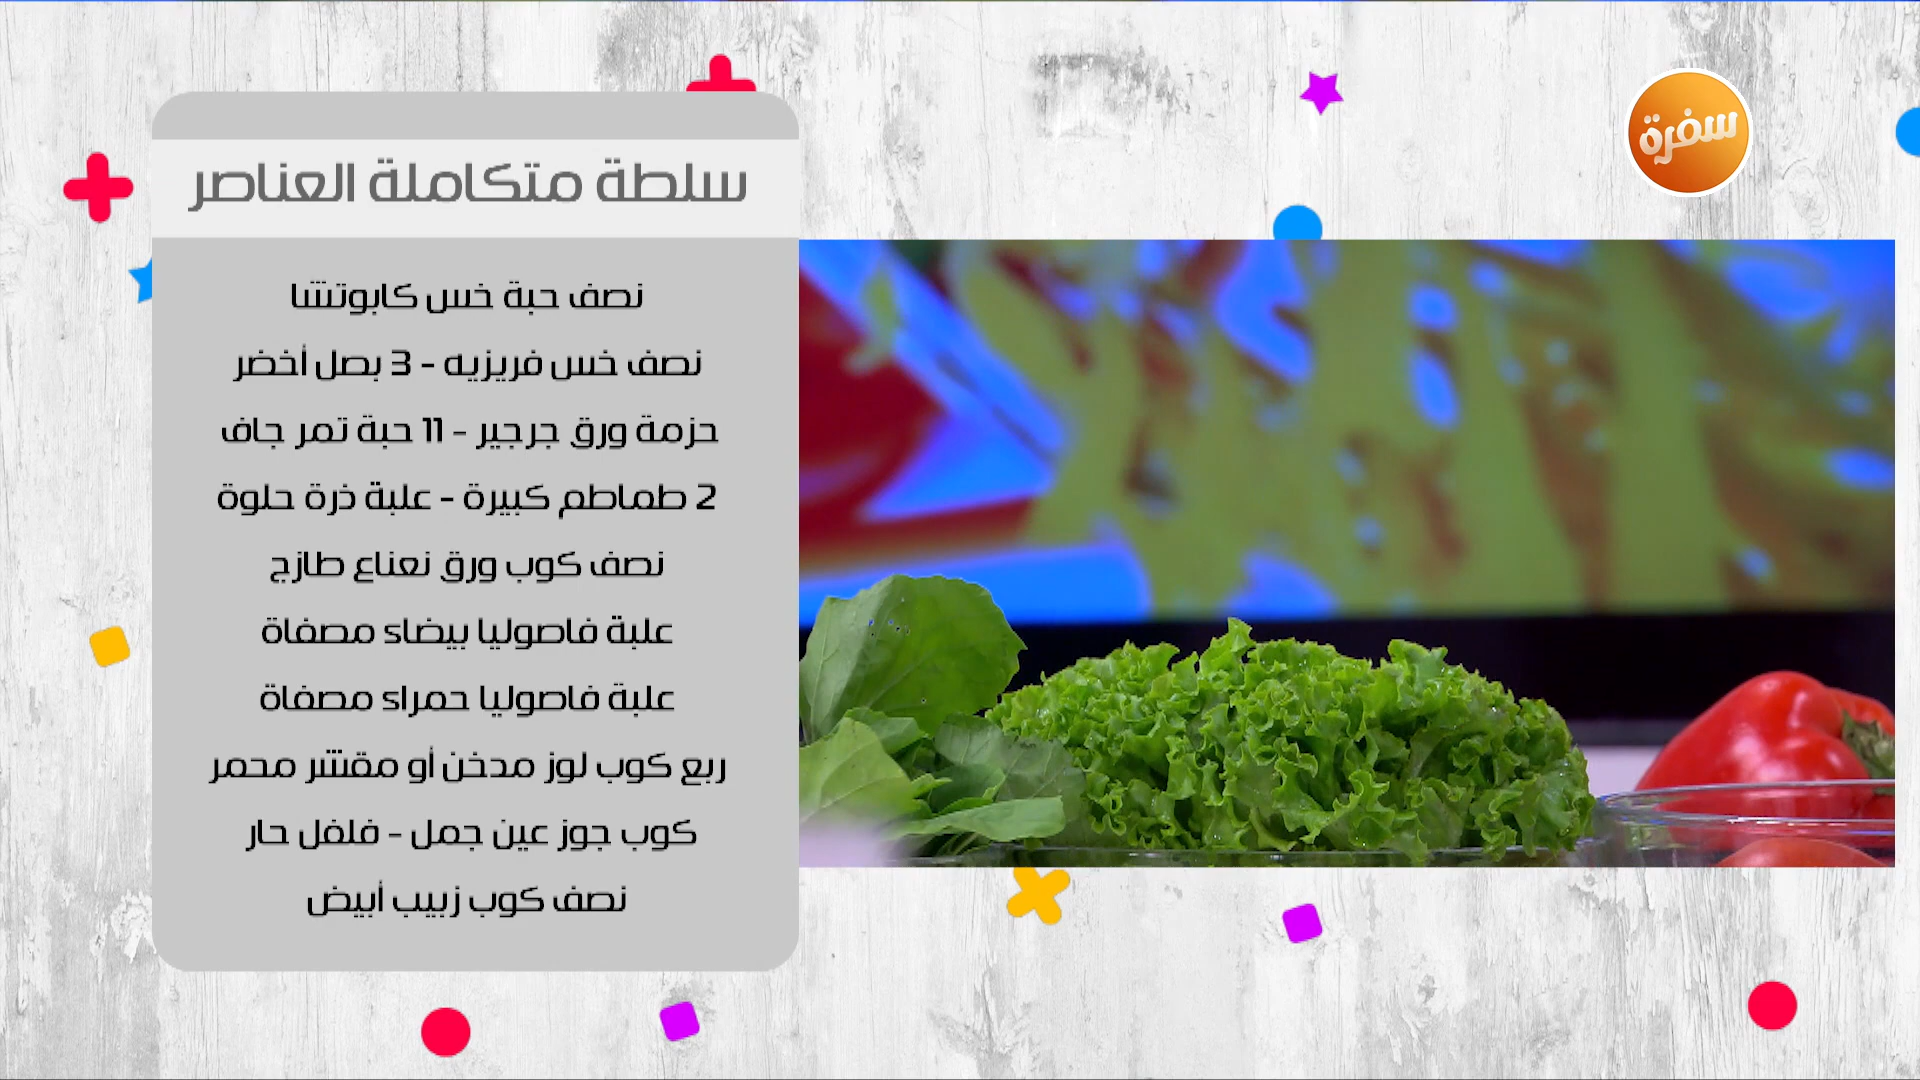 سفرة
سلطة متكاملة العناصر
نصف حبة خس كابوتشا
نصف خس فريزيه - 3 بصل أخضر
حزمة ورق جرجير - 11 حبة تمر جاف
2 طماطم كبيرة - علبة ذرة حلوة
نصف كوب ورق نعناع طازج
علبة فاصوليا بيضاء مصفاة
علبة فاصوليا حمراء مصفاة
ربع كوب لوز مدخن أو مقشر محمر
كوب جوز عين جمل - فلفل حار
نصف كوب زبيب أبيض